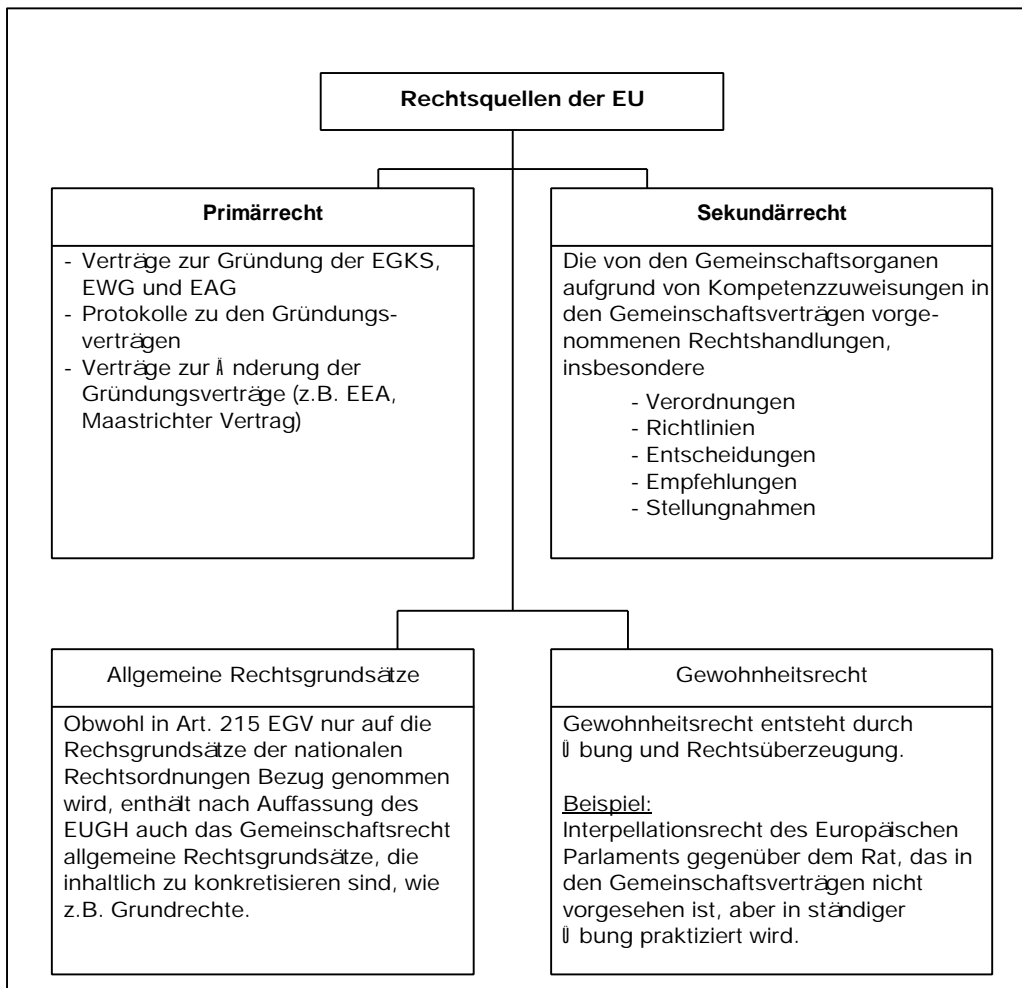 Rechtsquellen der EU
Primärrecht
- Verträge zur Gründung der EGKS,
EWG und EAG
- Protokolle zu den Gründungs-
verträgen
- Verträge zur Ä nderung der
Gründungsverträge (z.B. EEA,
Maastrichter Vertrag)
Sekundärrecht
Die von den Gemeinschaftsorganen
aufgrund von Kompetenzzuweisungen in
den Gemeinschaftsverträgen vorge-
nommenen Rechtshandlungen,
insbesondere
- Verordnungen
- Richtlinien
- Entscheidungen
- Empfehlungen
- Stellungnahmen
Allgemeine Rechtsgrundsätze
Obwohl in Art. 215 EGV nur auf die
Rechsgrundsätze der nationalen
Rechtsordnungen Bezug genommen
wird, enthält nach Auffassung des
EUGH auch das Gemeinschaftsrecht
allgemeine Rechtsgrundsätze, die
inhaltlich zu konkretisieren sind, wie
z.B. Grundrechte.
Gewohnheitsrecht
Gewohnheitsrecht entsteht durch
Ü bung und Rechtsüberzeugung.
Beispiel:
Interpellationsrecht des Europäischen
Parlaments gegenüber dem Rat, das in
den Gemeinschaftsverträgen nicht
vorgesehen ist, aber in ständiger
Ü bung praktiziert wird.